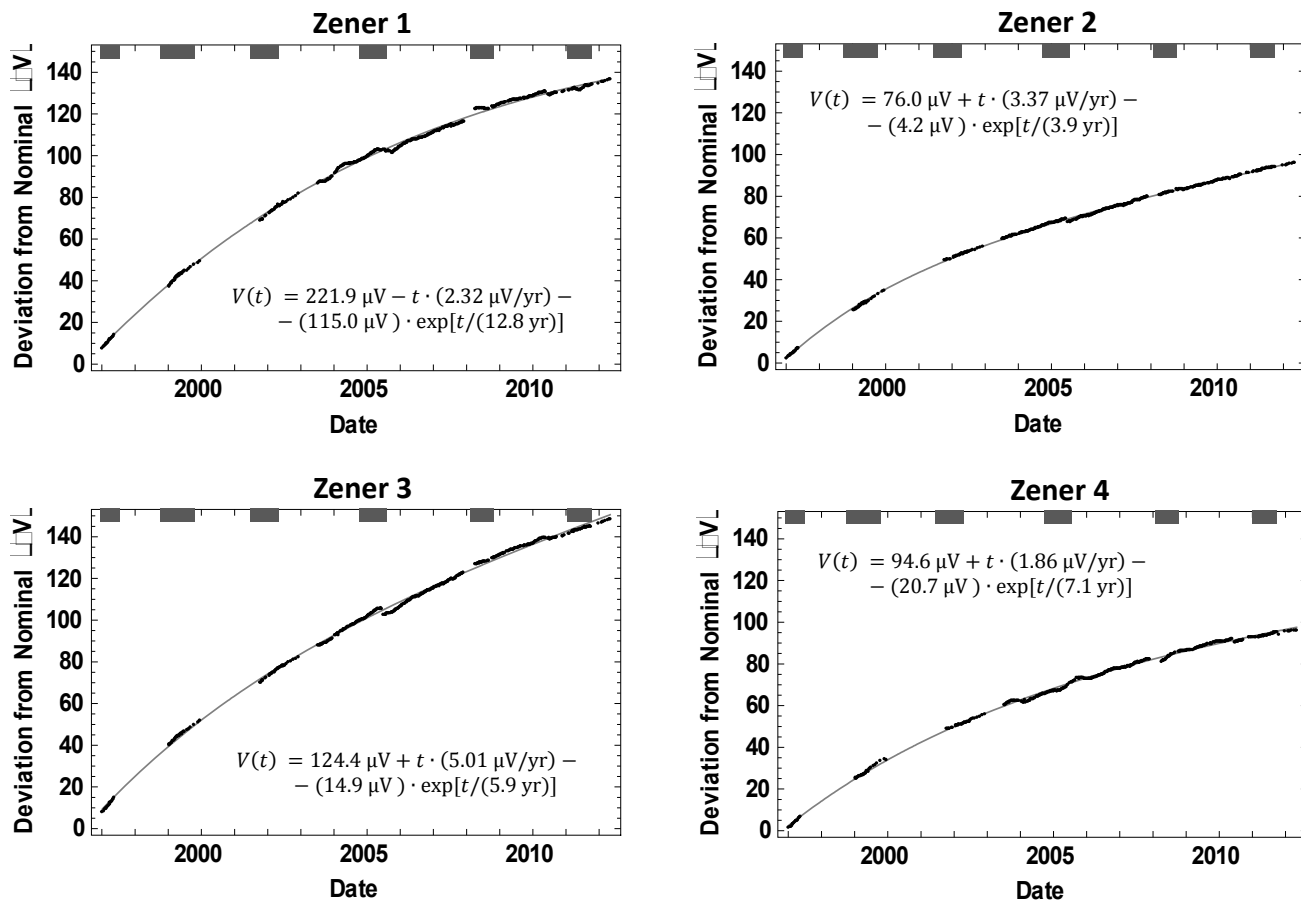 Zener 1
Deviation from Nominal
140
120
100
80
60
40
20
0
V(t) = 221.9 µV − t · (2.32 µV/yr) −
− (115.0 µV ) · exp[t/(12.8 yr)]
2000
2005
2010
Date
Zener 2
Deviation from Nominal
140
120
100
80
60
40
20
0
V(t) = 76.0 µV + t · (3.37 µV/yr) −
− (4.2 µV ) · exp[t/(3.9 yr)]
2000
2005
2010
Date
Zener 3
Deviation from Nominal
140
120
100
80
60
40
20
0
V(t) = 124.4 µV + t · (5.01 µV/yr) −
− (14.9 µV ) · exp[t/(5.9 yr)]
2000
2005
2010
Date
Zener 4
Deviation from Nominal
140
120
100
80
60
40
20
0
V(t) = 94.6 µV + t · (1.86 µV/yr) −
− (20.7 µV ) · exp[t/(7.1 yr)]
2000
2005
2010
Date